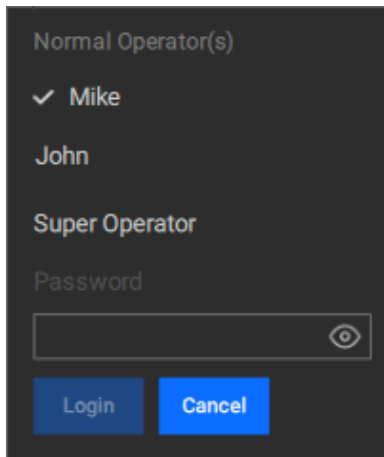 Normal Operator(s)
Mike
John
Super Operator
Password
Login Cancel